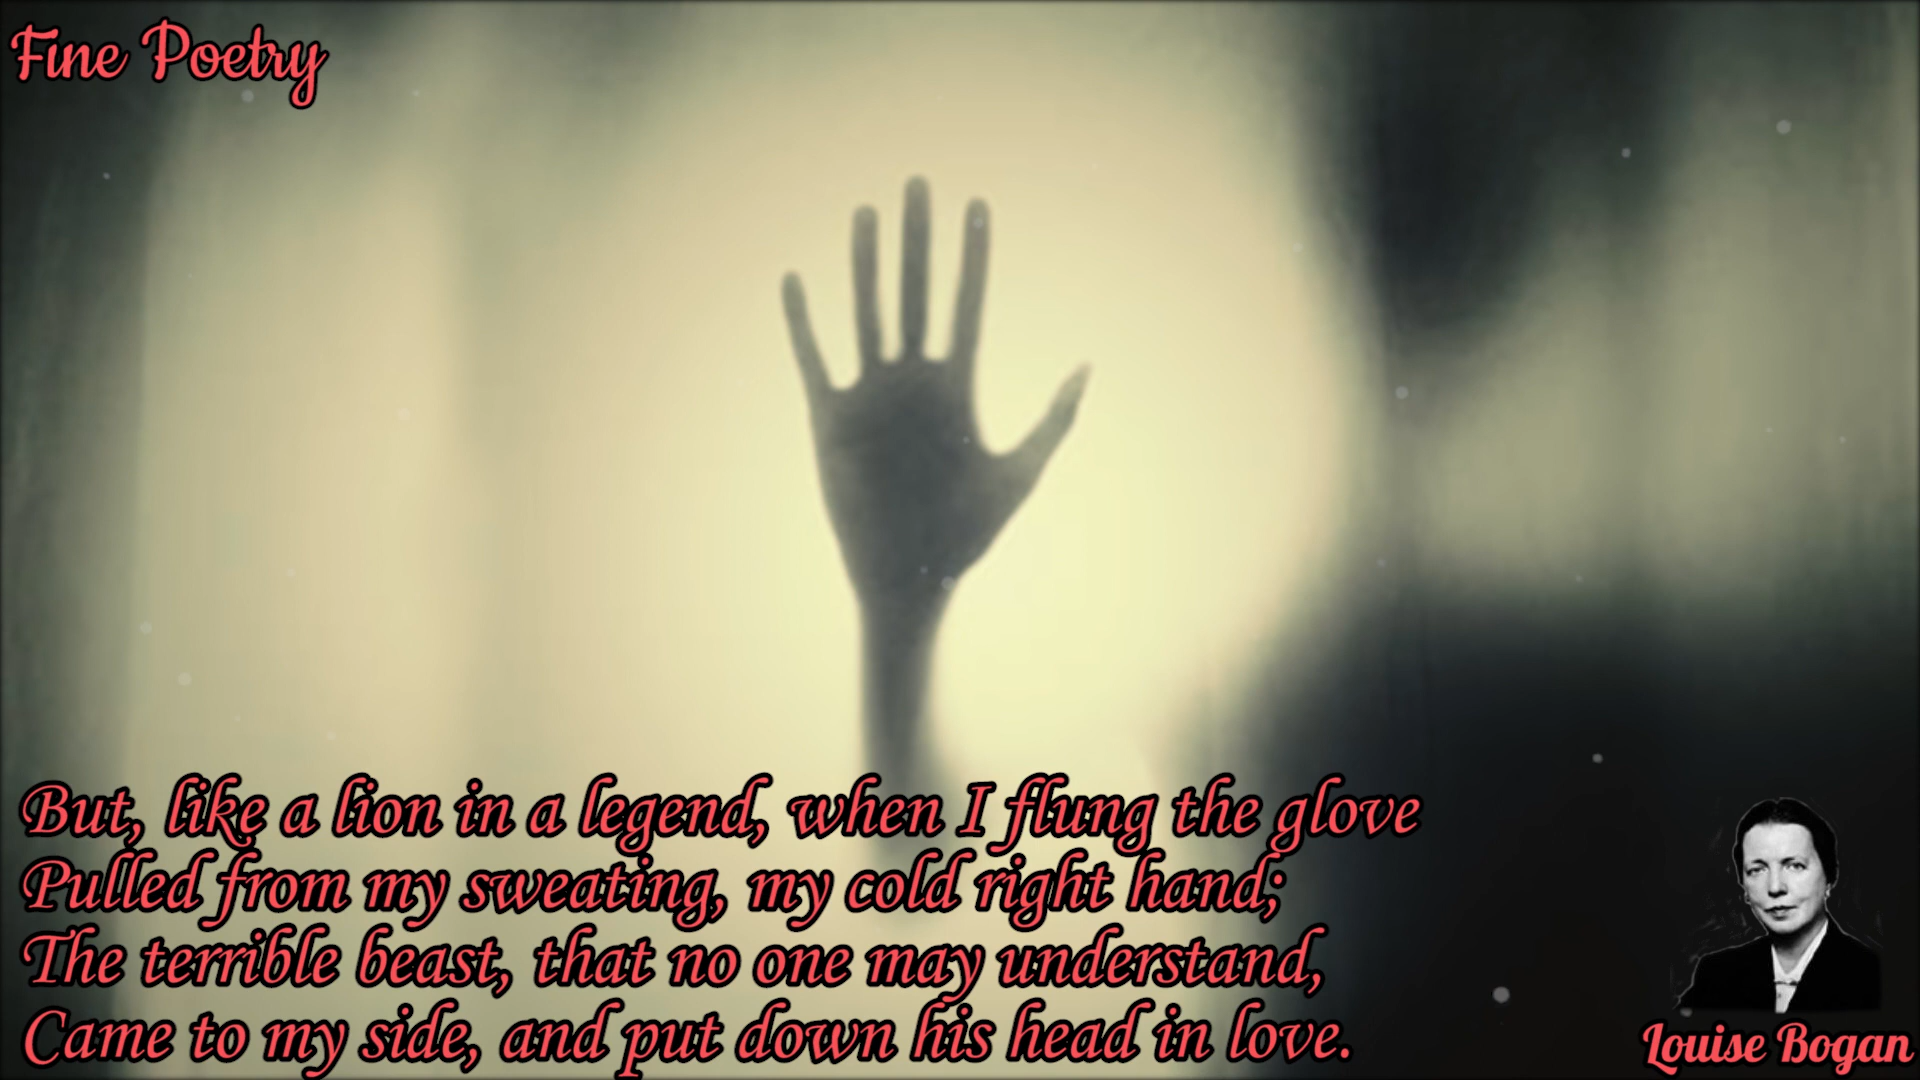 Fine Poetry
But, like a lion in a legend, when I flung the glove
Pulled from my sweating, my cold right hand;
The terrible beast, that no one may understand,
Came to my side, and put down his head in love.
Louise Bogan